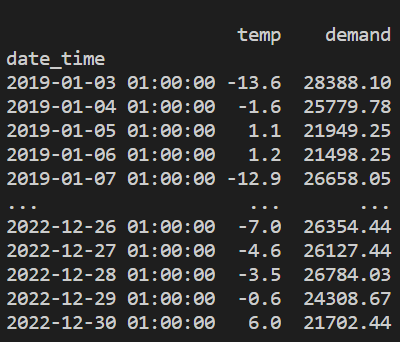 temp demand
date_time
2019-01-03 01:00:00 -13.6 28388.10
2019-01-04 01:00:00 -1.6 25779.78
2019-01-05 01:00:00 1.1 21949.25
2019-01-06 01:00:00 1.2 21498.25
2019-01-07 01:00:00 -12.9 26658.05
... ... ...
2022-12-26 01:00:00 -7.0 26354.44
2022-12-27 01:00:00 -4.6 26127.44
2022-12-28 01:00:00 -3.5 26784.03
2022-12-29 01:00:00 -0.6 24308.67
2022-12-30 01:00:00 6.0 21702.44